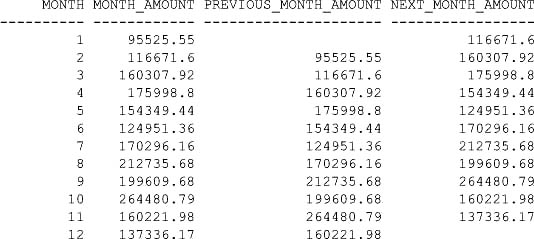 MONTH MONTH_AMOUNT PREVIOUS_MONTH_AMOUNT NEXT_MONTH_AMOUNT
---------- ------------ --------------------- -----------------
1 95525.55 116671.6
2 116671.6 95525.55 160307.92
3 160307.92 116671.6 175998.8
4 175998.8 160307.92 154349.44
5 154349.44 175998.8 124951.36
6 124951.36 154349.44 170296.16
7 170296.16 124951.36 212735.68
8 212735.68 170296.16 199609.68
9 199609.68 212735.68 264480.79
10 264480.79 199609.68 160221.98
11 160221.98 264480.79 137336.17
12 137336.17 160221.98